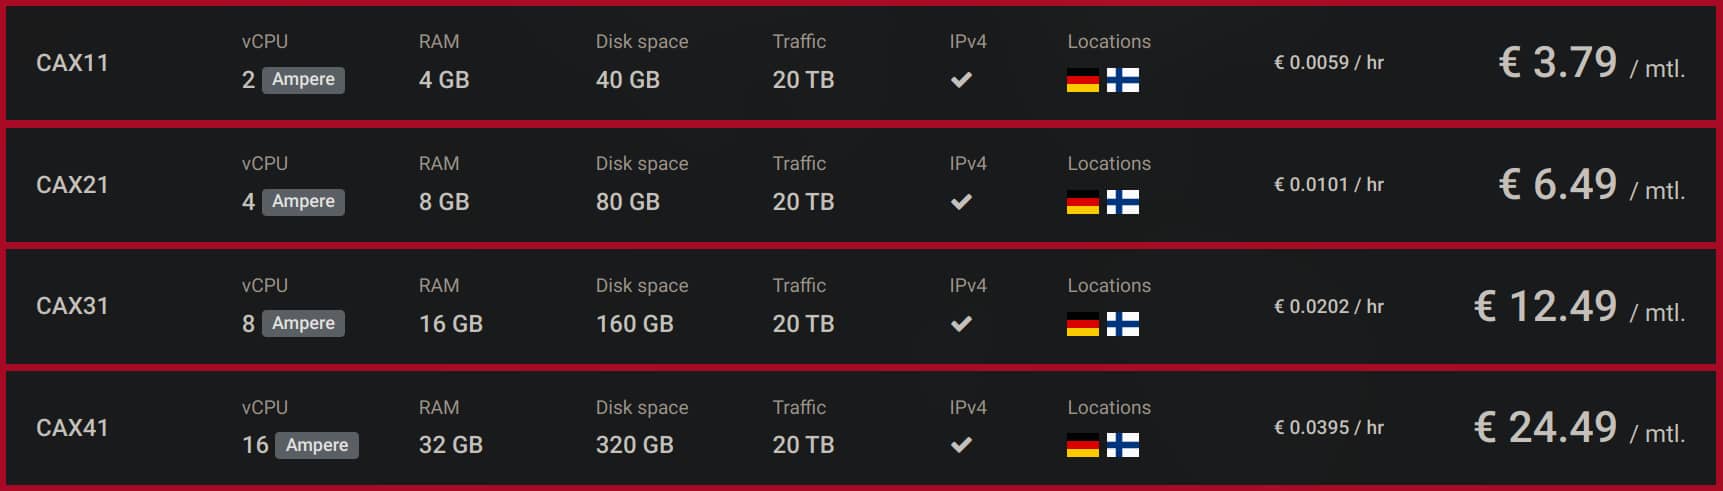 vCPU RAM Disk space Traffic IPv4 Locations
CAX11 2 Ampere 4 GB 40 GB 20 TB € 0.0059 / hr € 3.79 / mtl.
vCPU RAM Disk space Traffic IPv4 Locations
CAX21 4 Ampere 8 GB 80 GB 20 TB € 0.0101 / hr € 6.49 / mtl.
vCPU RAM Disk space Traffic IPv4 Locations
CAX31 8 Ampere 16 GB 160 GB 20 TB € 0.0202 / hr € 12.49 / mtl.
vCPU RAM Disk space Traffic IPv4 Locations
CAX41 16 Ampere 32 GB 320 GB 20 TB € 0.0395 / hr € 24.49 / mtl.